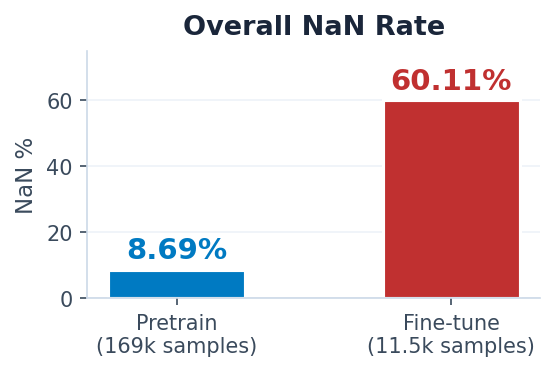 Overall NaN Rate
NaN %
60
40
20
0
8.69%
60.11%
Pretrain
(169k samples)
Fine-tune
(11.5k samples)